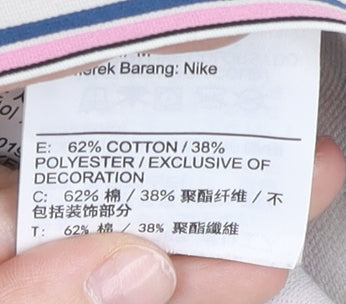 Merek Barang: Nike
E: 62% COTTON / 38%
POLYESTER / EXCLUSIVE OF
DECORATION
C: 62% 棉 / 38% 聚酯纤维 / 不
包括装饰部分
T: 62% 棉 / 38% 聚酯纖維